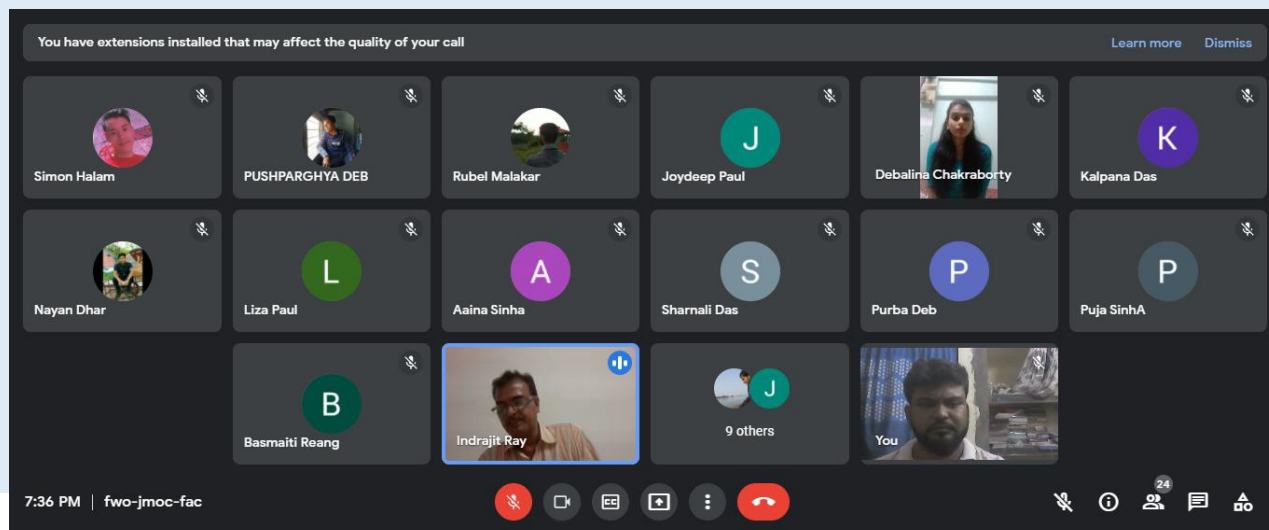 You have extensions installed that may affect the quality of your call
Learn more Dismiss
Simon Halam
PUSHPARGHYA DEB
Rubel Malakar
J
Joydeep Paul
Debalina Chakraborty
K
Kalpana Das
Nayan Dhar
L
Liza Paul
A
Aaina Sinha
S
Sharnali Das
P
Purba Deb
P
Puja SinhA
B
Basmaiti Reang
Indrajit Ray
J
9 others
You
7:36 PM | fwo-jmoc-fac
CC
24